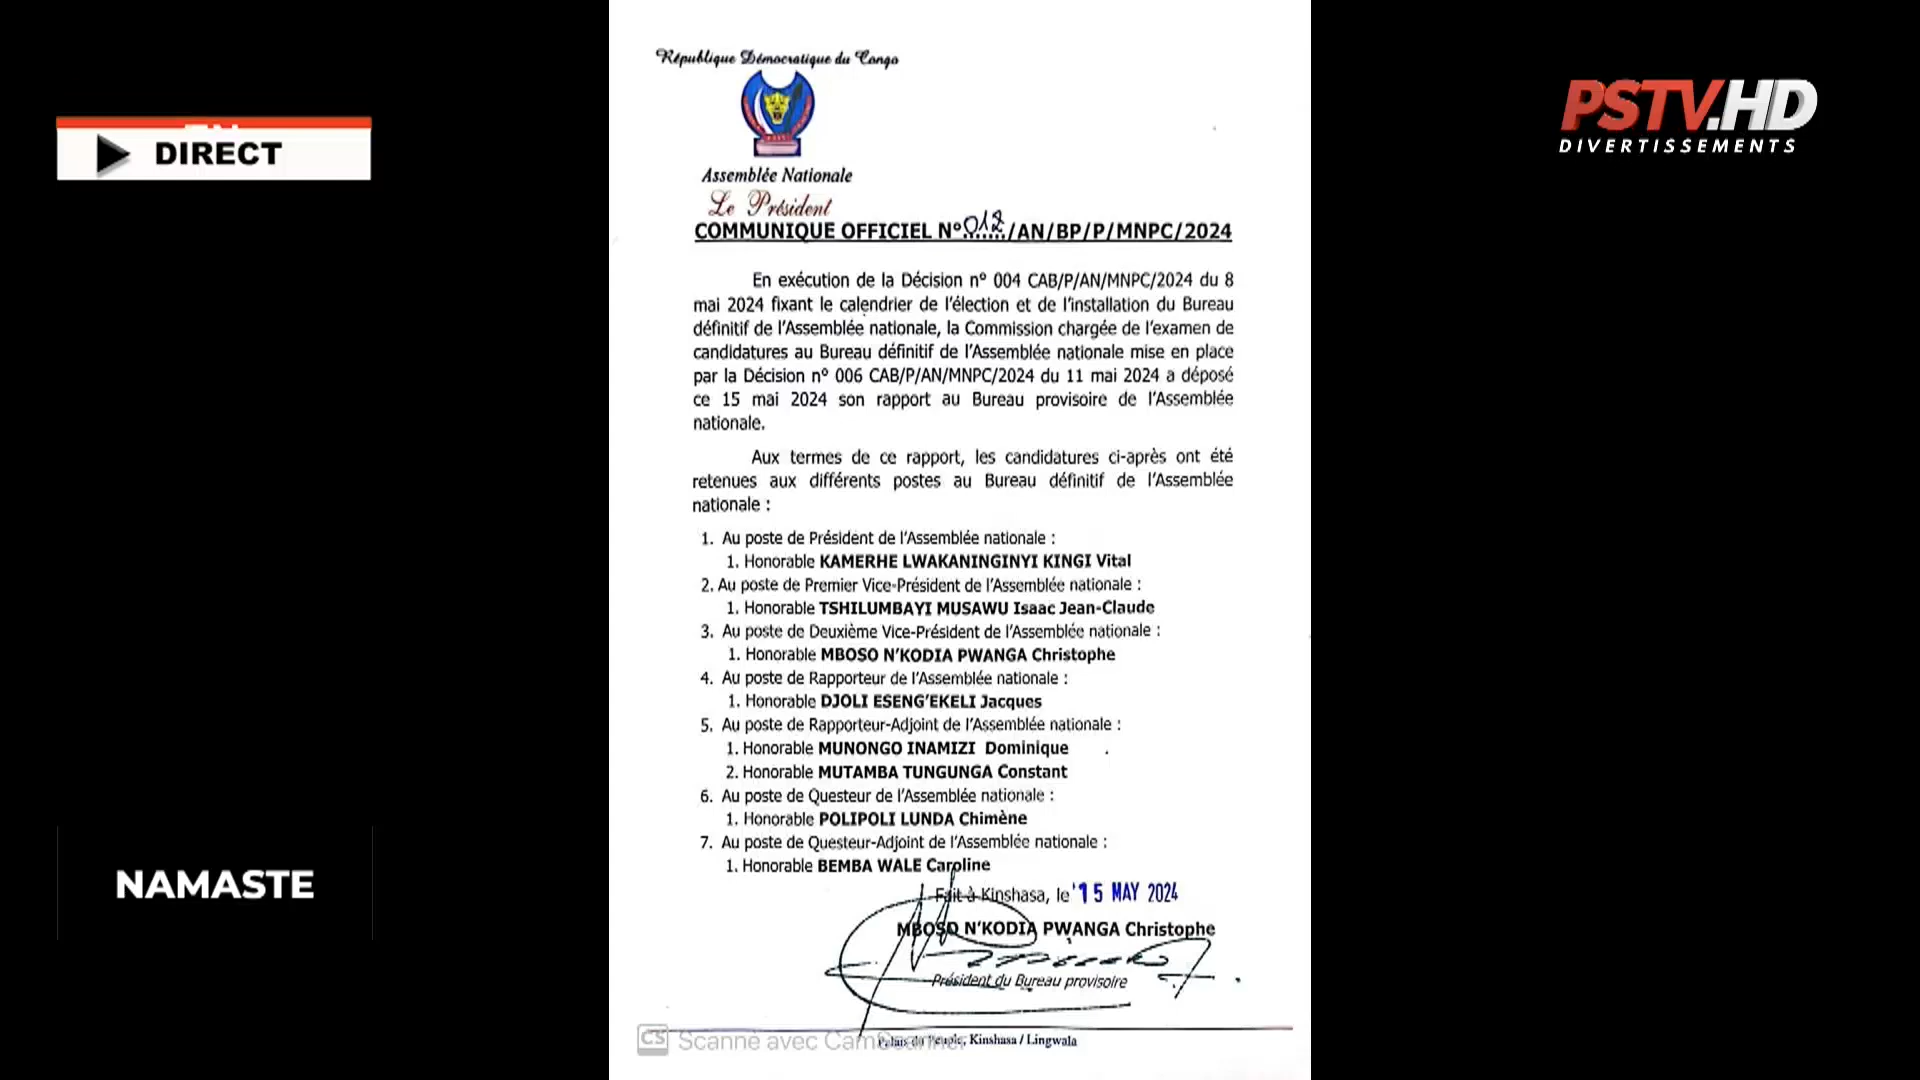 République Démocratique du Congo
Assemblée Nationale
Le Président
COMMUNIQUE OFFICIEL N°012/AN/BP/P/MNPC/2024
En exécution de la Décision n° 004 CAB/P/AN/MNPC/2024 du 8
mai 2024 fixant le calendrier de l'élection et de l'installation du Bureau
définitif de l'Assemblée nationale, la Commission chargée de l'examen de
candidatures au Bureau définitif de l'Assemblée nationale mise en place
par la Décision n° 006 CAB/P/AN/MNPC/2024 du 11 mai 2024 a déposé
ce 15 mai 2024 son rapport au Bureau provisoire de l'Assemblée
nationale.
Aux termes de ce rapport, les candidatures ci-après ont été
retenues aux différents postes au Bureau définitif de l'Assemblée
nationale :
1. Au poste de Président de l'Assemblée nationale :
1. Honorable KAMERHE LWAKANINGINYI KINGI Vital
2. Au poste de Premier Vice-Président de l'Assemblée nationale :
1. Honorable TSHILUMBAYI MUSAWU Isaac Jean-Claude
3. Au poste de Deuxième Vice-Président de l'Assemblée nationale :
1. Honorable MBOSO N'KODIA PWANGA Christophe
4. Au poste de Rapporteur de l'Assemblée nationale :
1. Honorable DJOLI ESENG'EKELI Jacques
5. Au poste de Rapporteur-Adjoint de l'Assemblée nationale :
1. Honorable MUNONGO INAMIZI Dominique
2. Honorable MUTAMBA TUNGUNGA Constant
6. Au poste de Questeur de l'Assemblée nationale :
1. Honorable POLIPOLI LUNDA Chimène
7. Au poste de Questeur-Adjoint de l'Assemblée nationale :
1. Honorable BEMBA WALE Caroline
Fait à Kinshasa, le 15 MAY 2024
MBOSO N'KODIA PWANGA Christophe
Président du Bureau provisoire
Palais du Peuple, Kinshasa / Lingwala
CS Scanné avec CamScanner
DIRECT
NAMASTE
PSTV.HD
DIVERTISSEMENTS